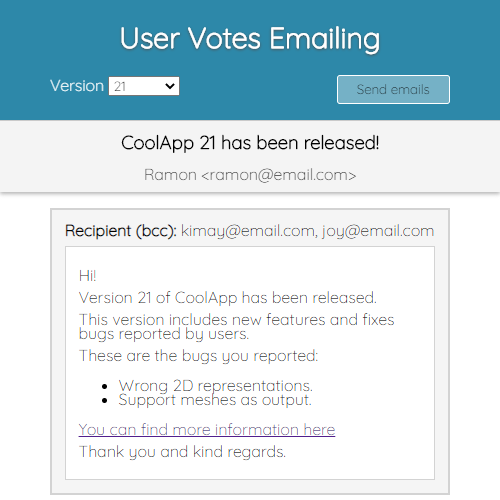 User Votes Emailing
Version 21
Send emails
CoolApp 21 has been released!
Ramon <ramon@email.com>
Recipient (bcc): kimay@email.com, joy@email.com
Hi!
Version 21 of CoolApp has been released.
This version includes new features and fixes
bugs reported by users.
These are the bugs you reported:
• Wrong 2D representations.
• Support meshes as output.
You can find more information here
Thank you and kind regards.